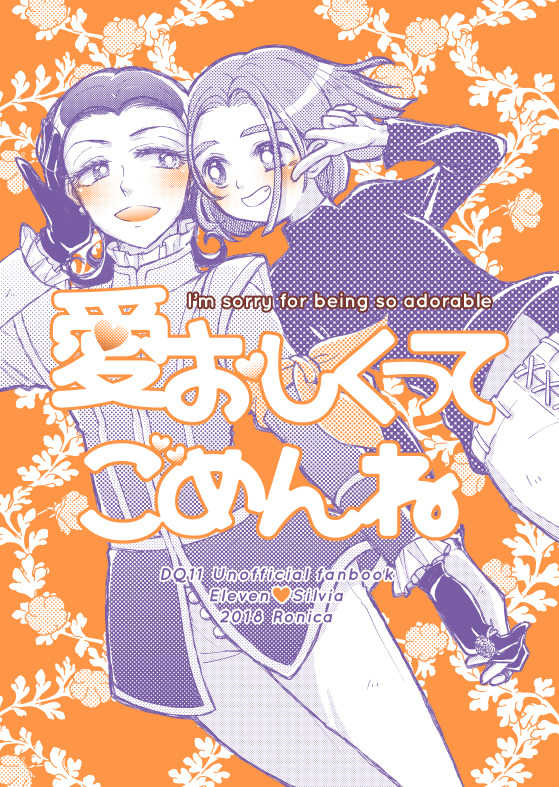 I'm sorry for being so adorable
愛おしくって
ごめんね
DQ11 Unofficial fanbook
Eleven🧡Silvia
2018 Ronica